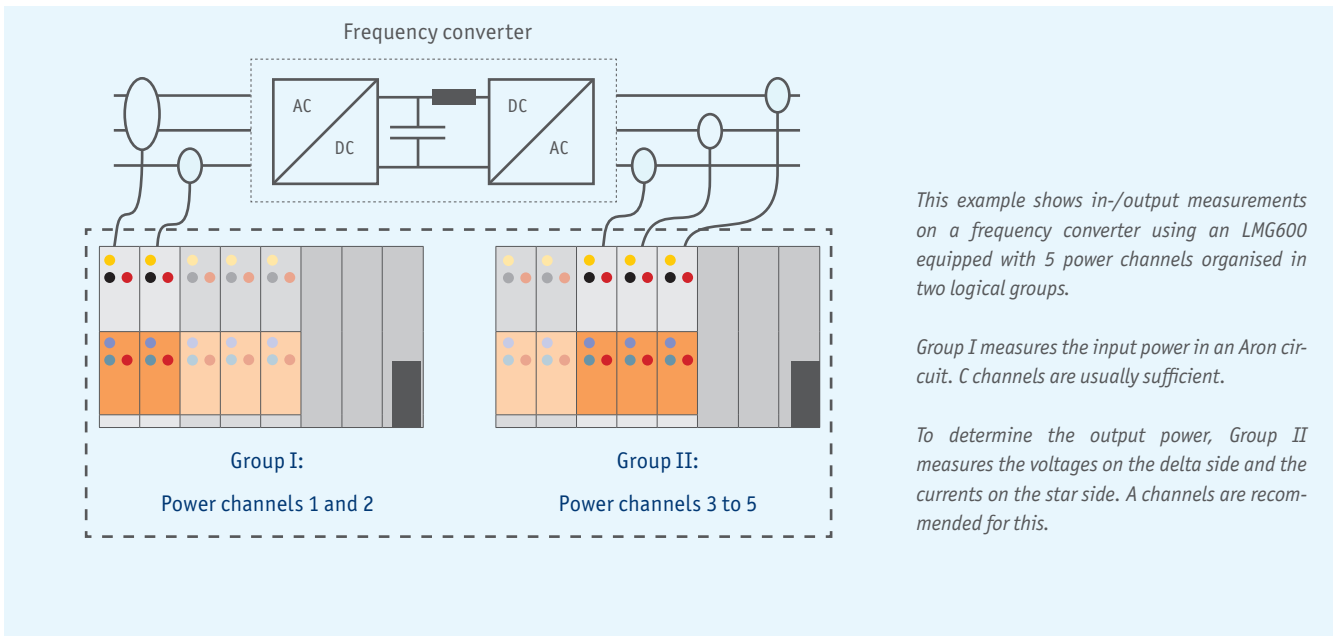 Frequency converter
AC
DC
DC
AC
Group I:
Power channels 1 and 2
Group II:
Power channels 3 to 5
This example shows in-/output measurements
on a frequency converter using an LMG600
equipped with 5 power channels organised in
two logical groups.
Group I measures the input power in an Aron cir-
cuit. C channels are usually sufficient.
To determine the output power, Group II
measures the voltages on the delta side and the
currents on the star side. A channels are recom-
mended for this.